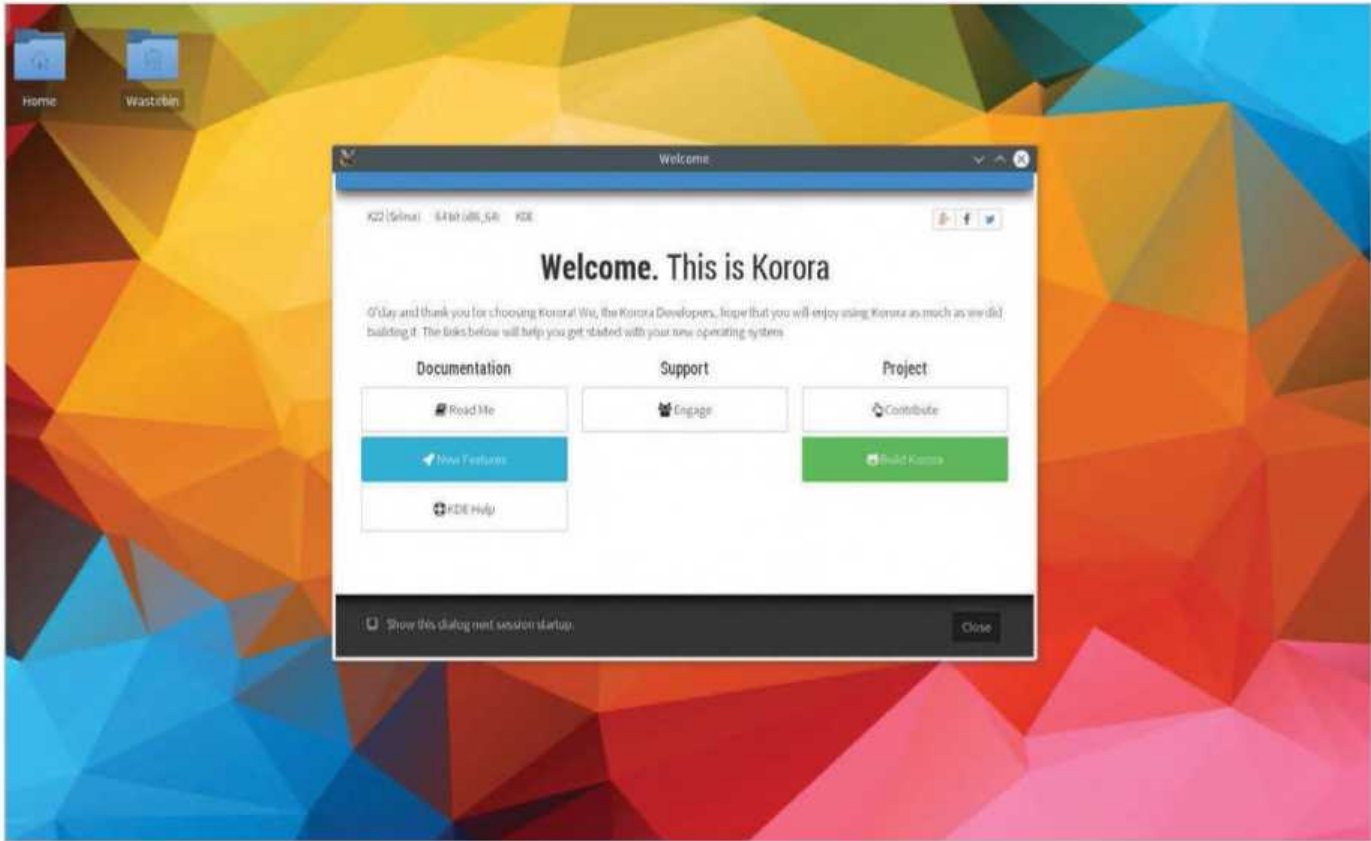 Home
Wastebin
Welcome
K22 (Selina) 64 bit (x86_64) KDE
Welcome. This is Korora
G'day and thank you for choosing Korora! We, the Korora Developers, hope that you will enjoy using Korora as much as we did
building it. The links below will help you get started with your new operating system
Documentation
Support
Project
Read Me
Engage
Contribute
New Features
Build Korora
KDE Help
Show this dialog next session startup.
Close